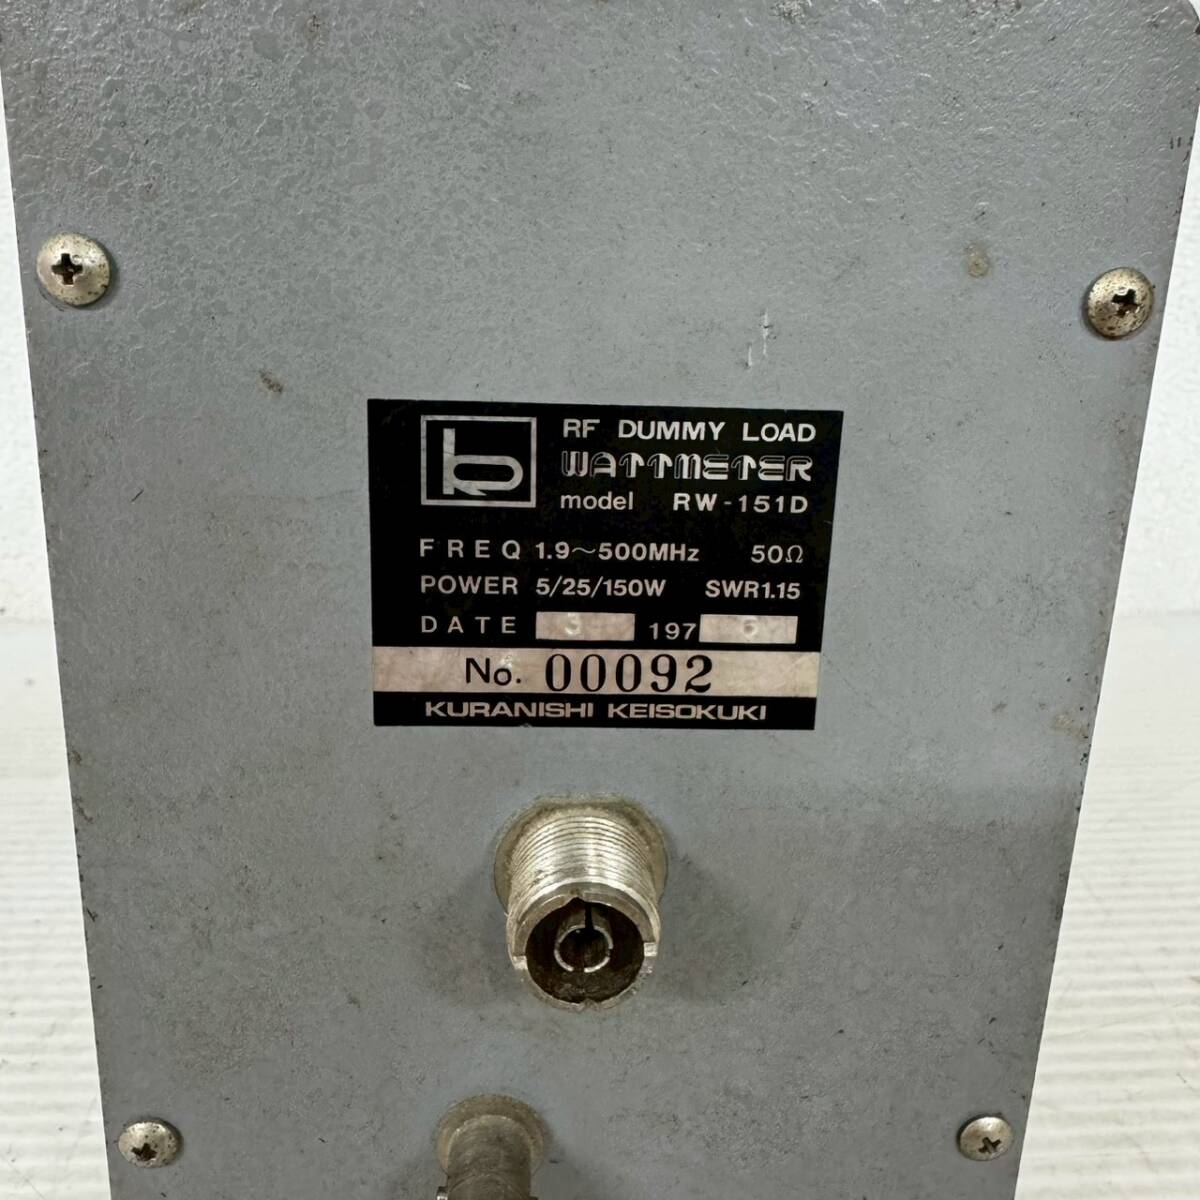 RF DUMMY LOAD
WATTMETER
model RW-151D
FREQ 1.9~500MHz 50Ω
POWER 5/25/150W SWR1.15
DATE 3 197 6
No. 00092
KURANISHI KEISOKUKI